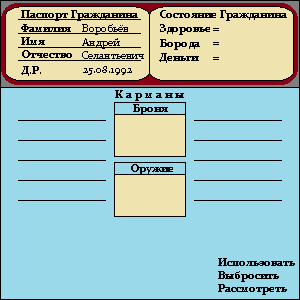 Паспорт Гражданина
Фамилия Воробьёв
Имя Андрей
Отчество Селантьевич
Д.Р. 25.08.1992
Состояние Гражданина
Здоровье =
Борода =
Деньги =
Карманы
Броня
Оружие
Использовать
Выбросить
Рассмотреть